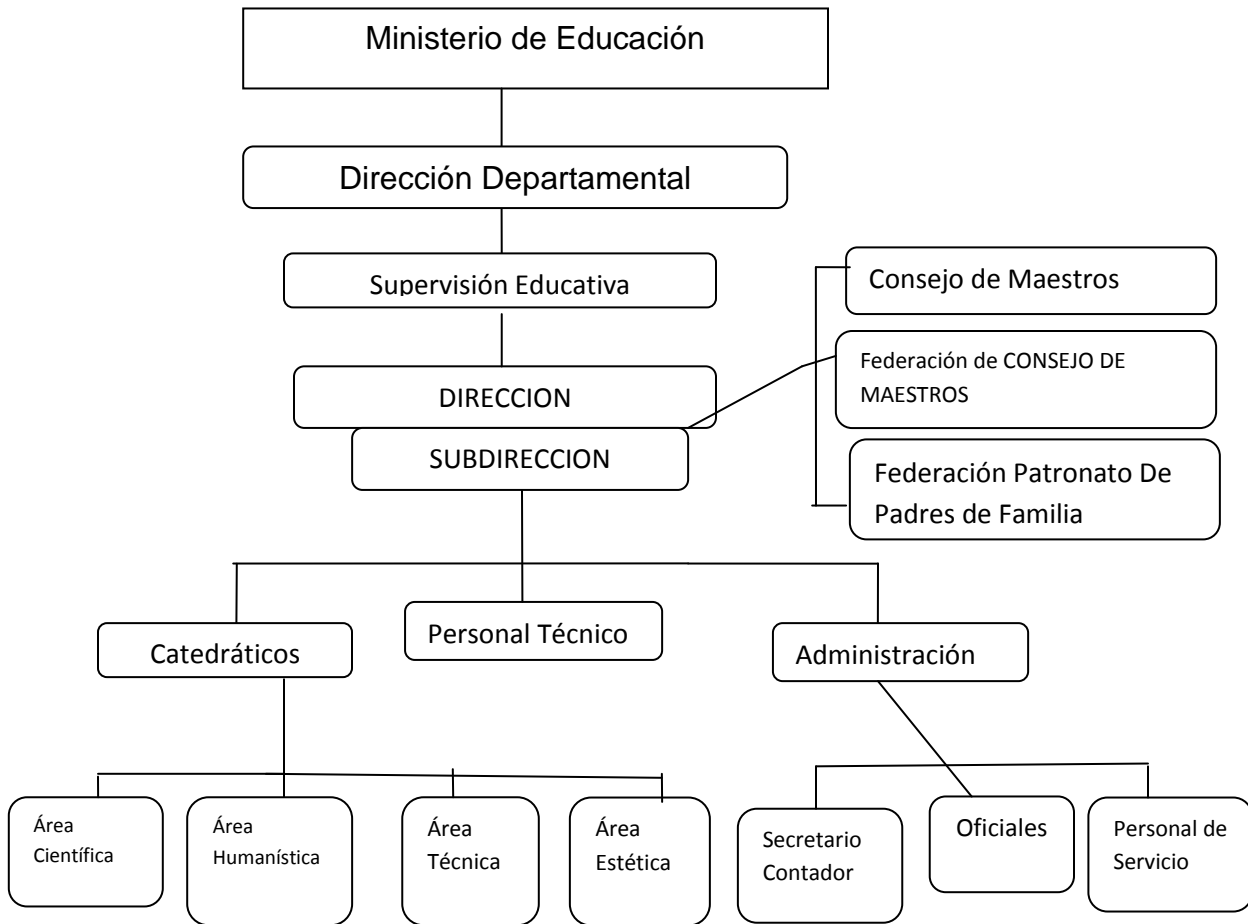 Ministerio de Educación
Dirección Departamental
Supervisión Educativa
Consejo de Maestros
Federación de CONSEJO DE
MAESTROS
DIRECCION
SUBDIRECCION
Federación Patronato De
Padres de Familia
Catedráticos
Personal Técnico
Administración
Área
Científica
Área
Humanística
Área
Técnica
Área
Estética
Secretario
Contador
Oficiales
Personal de
Servicio